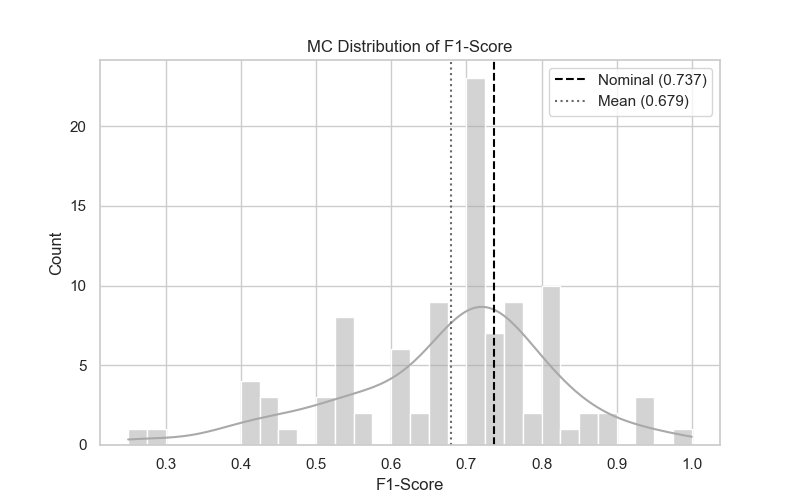 MC Distribution of F1-Score
Nominal (0.737)
Mean (0.679)
Count
20
15
10
5
0
0.3 0.4 0.5 0.6 0.7 0.8 0.9 1.0
F1-Score